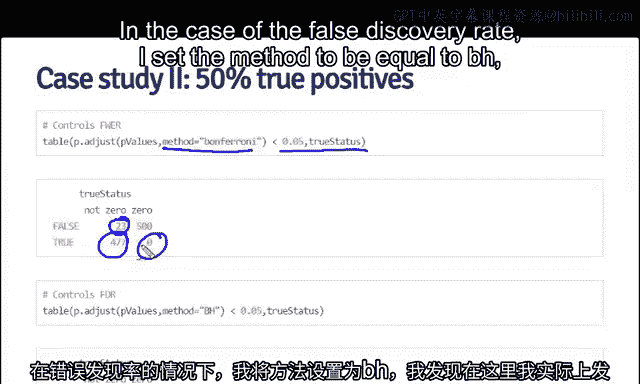 In the case of the false discovery rate,
I set the method to be equal to bh,
Case study II: 50% true positives
# Controls FWER
table(p.adjust(pValues,method="bonferroni") < 0.05,trueStatus)
trueStatus
not zero zero
FALSE 23 500
TRUE 477 0
# Controls FDR
table(p.adjust(pValues,method="BH") < 0.05,trueStatus)
在错误发现率的情况下，我将方法设置为bh，我发现在这里我实际上发